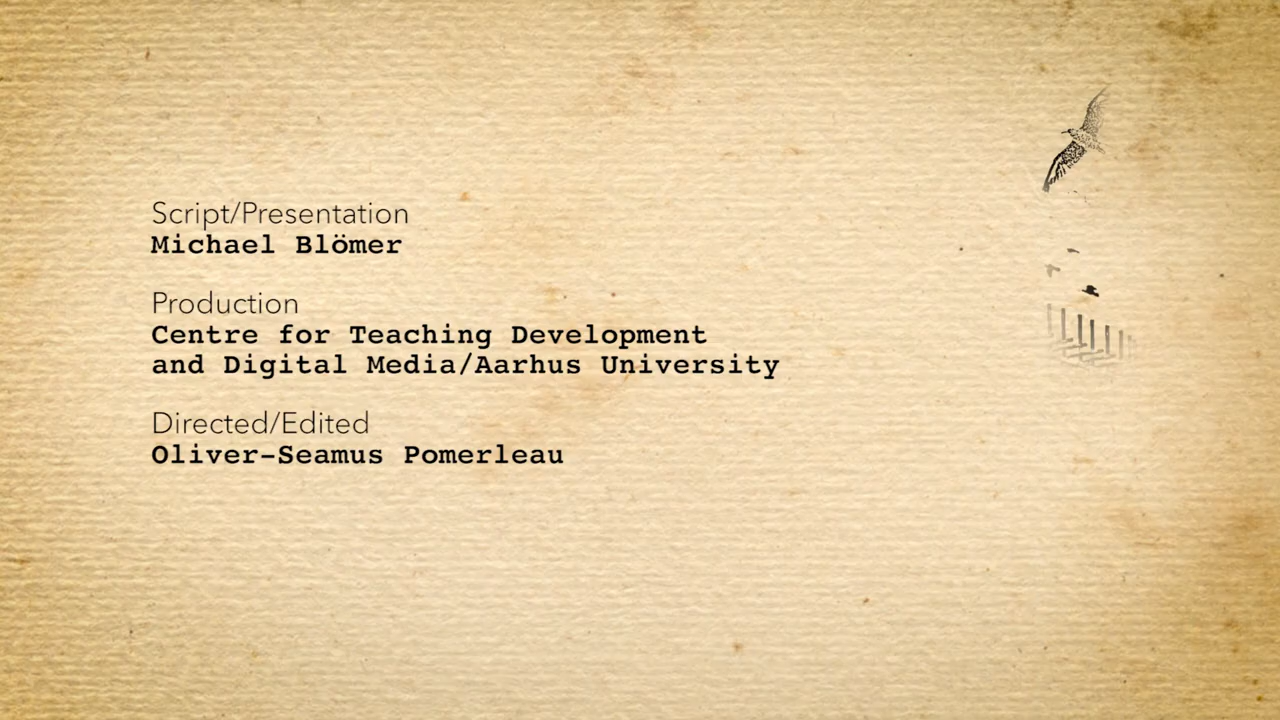 Script/Presentation
Michael Blömer
Production
Centre for Teaching Development
and Digital Media/Aarhus University
Directed/Edited
Oliver-Seamus Pomerleau